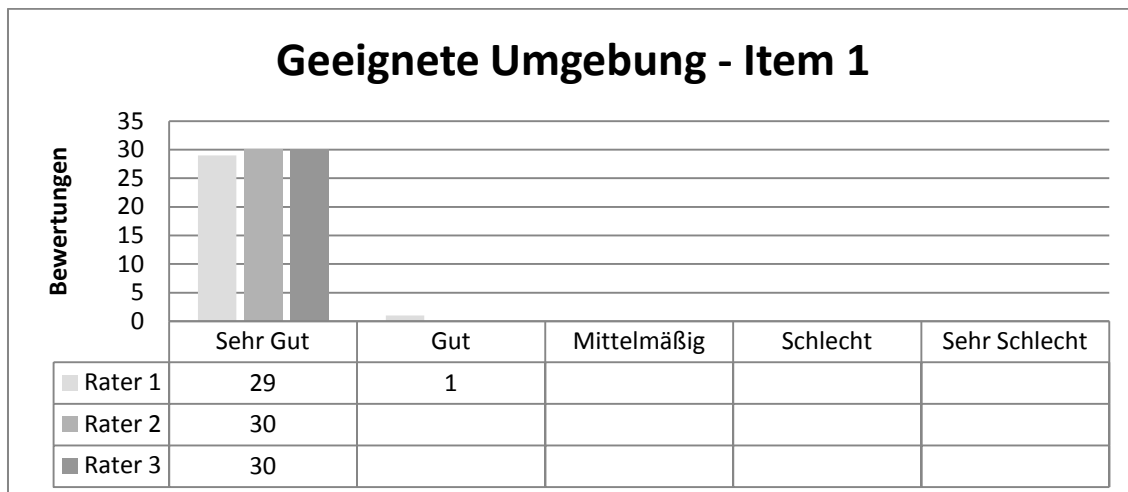 Geeignete Umgebung - Item 1
Bewertungen
35
30
25
20
15
10
5
0
Sehr Gut Gut Mittelmäßig Schlecht Sehr Schlecht
Rater 1 29 1
Rater 2 30
Rater 3 30